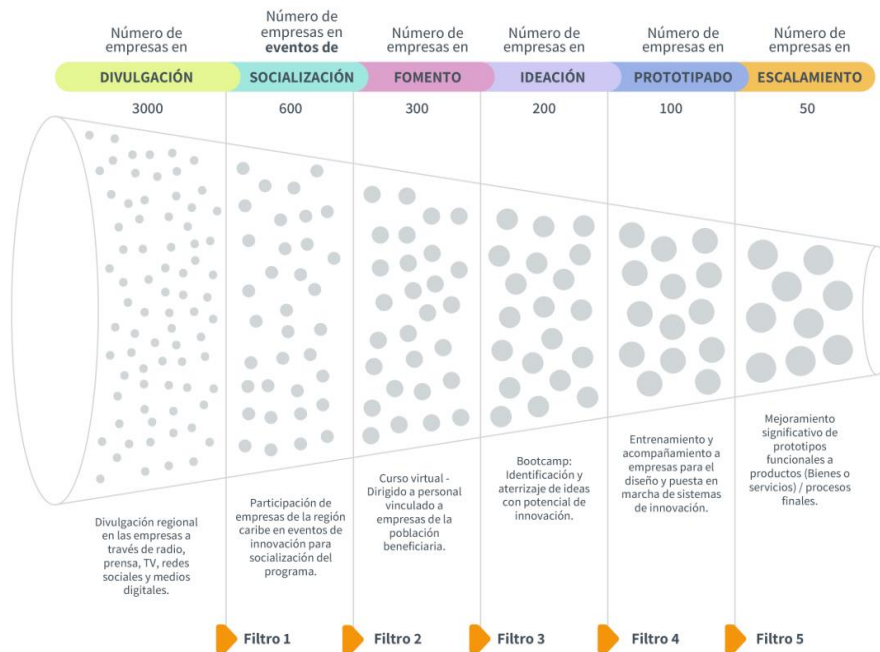 Número de
empresas en
DIVULGACIÓN
3000
Número de
empresas en
eventos de
SOCIALIZACIÓN
600
Número de
empresas en
FOMENTO
300
Número de
empresas en
IDEACIÓN
200
Número de
empresas en
PROTOTIPADO
100
Número de
empresas en
ESCALAMIENTO
50
Divulgación regional
en las empresas a
través de radio,
prensa, TV, redes
sociales y medios
digitales.
Participación de
empresas de la región
caribe en eventos de
innovación para
socialización del
programa.
Curso virtual -
Dirigido a personal
vinculado a
empresas de la
población
beneficiaria.
Bootcamp:
Identificación y
aterrizaje de ideas
con potencial de
innovación.
Entrenamiento y
acompañamiento a
empresas para el
diseño y puesta en
marcha de sistemas
de innovación.
Mejoramiento
significativo de
prototipos
funcionales a
productos (Bienes o
servicios) / procesos
finales.
Filtro 1
Filtro 2
Filtro 3
Filtro 4
Filtro 5